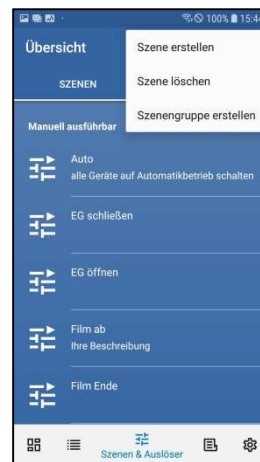 100% 15:44
Übersicht
Szene erstellen
Szene löschen
Szenengruppe erstellen
SZENEN
Manuell ausführbar
Auto
alle Geräte auf Automatikbetrieb schalten
EG schließen
EG öffnen
Film ab
Ihre Beschreibung
Film Ende
Szenen & Auslöser